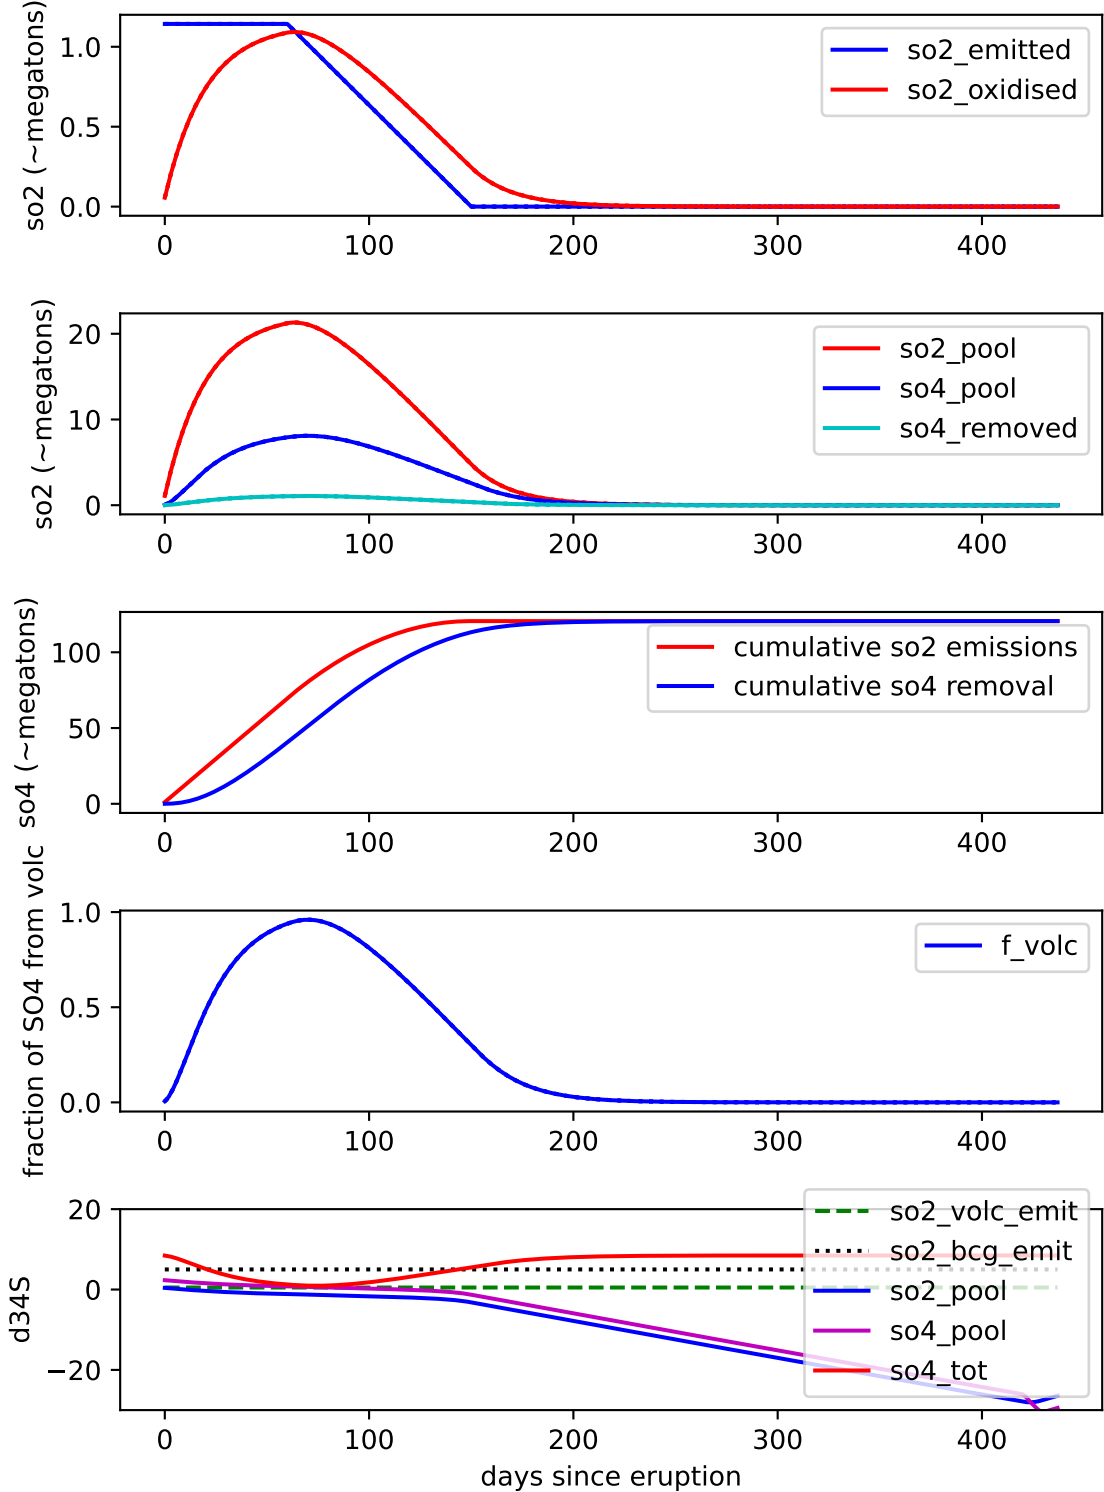 so2 (~megatons)
1.0
0.5
0.0
so2_emitted
so2_oxidised
0 100 200 300 400
so2 (~megatons)
20
10
0
so2_pool
so4_pool
so4_removed
0 100 200 300 400
so4 (~megatons)
100
50
0
cumulative so2 emissions
cumulative so4 removal
0 100 200 300 400
fraction of SO4 from volc
1.0
0.5
0.0
f_volc
0 100 200 300 400
d34S
20
0
−20
so2_volc_emit
so2_bcg_emit
so2_pool
so4_pool
so4_tot
0 100 200 300 400
days since eruption